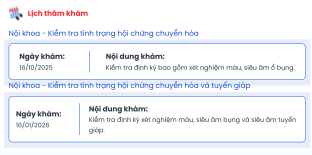 Lịch thăm khám
Nội khoa - Kiểm tra tình trạng hội chứng chuyển hóa
Ngày khám:
16/10/2025
Nội dung khám:
Kiểm tra định kỳ bao gồm xét nghiệm máu, siêu âm ổ bụng.
Nội khoa - Kiểm tra tình trạng hội chứng chuyển hóa và tuyến giáp
Ngày khám:
16/01/2026
Nội dung khám:
Kiểm tra định kỳ xét nghiệm máu, siêu âm bụng và siêu âm tuyến
giáp.